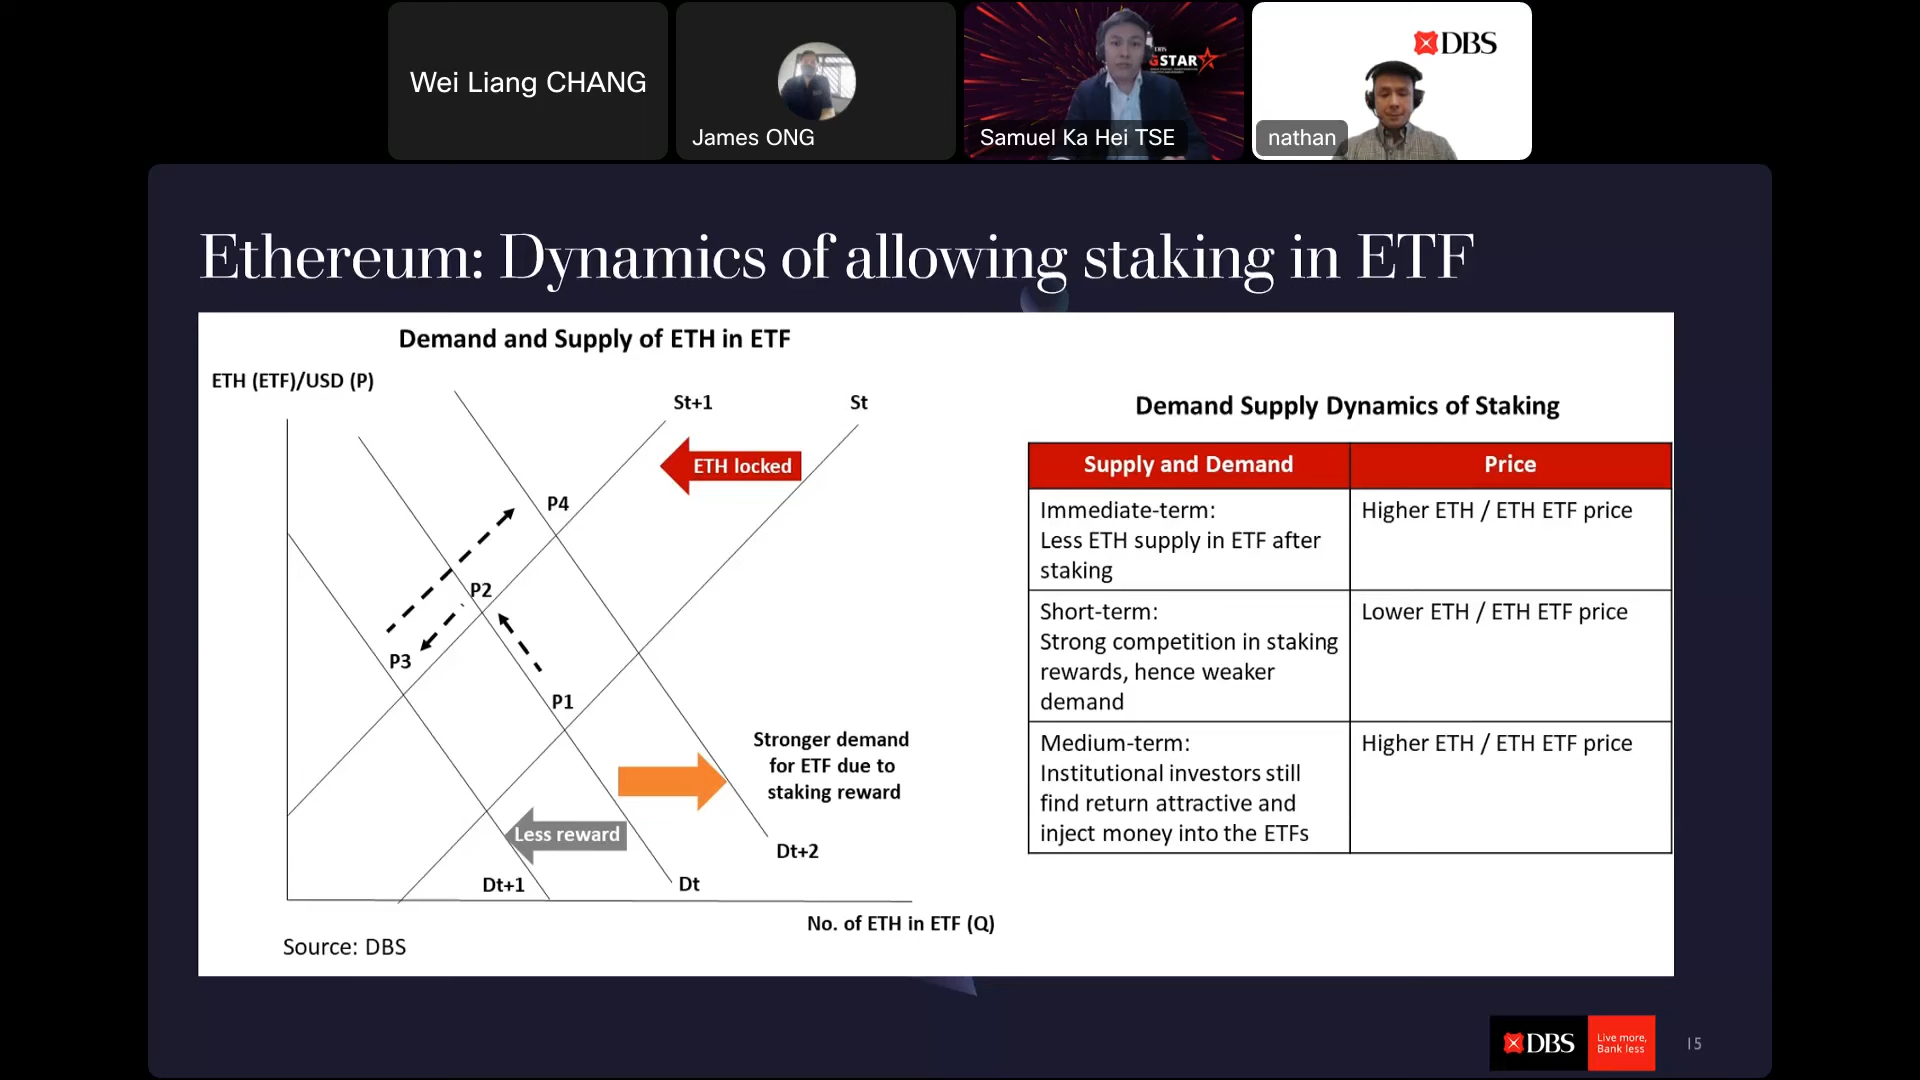 Wei Liang CHANG
James ONG
DBS
GSTAR
Samuel Ka Hei TSE
DBS
nathan
Ethereum: Dynamics of allowing staking in ETF
Demand and Supply of ETH in ETF
ETH (ETF)/USD (P)
St+1
St
ETH locked
P4
P2
P3
P1
Stronger demand
for ETF due to
staking reward
Less reward
Dt+2
Dt+1
Dt
No. of ETH in ETF (Q)
Source: DBS
Demand Supply Dynamics of Staking
Supply and Demand
Price
Immediate-term:
Less ETH supply in ETF after
staking
Higher ETH / ETH ETF price
Short-term:
Strong competition in staking
rewards, hence weaker
demand
Lower ETH / ETH ETF price
Medium-term:
Institutional investors still
find return attractive and
inject money into the ETFs
Higher ETH / ETH ETF price
DBS
Live more,
Bank less
15